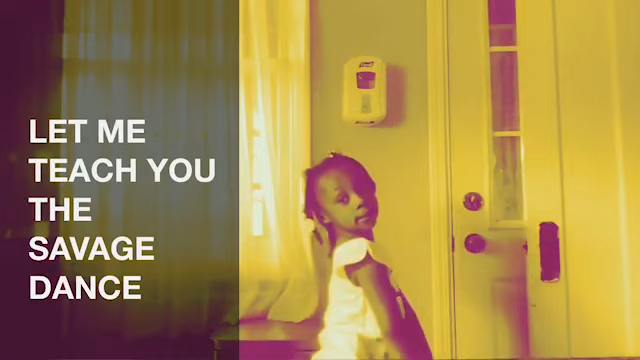 LET ME
TEACH YOU
THE
SAVAGE
DANCE